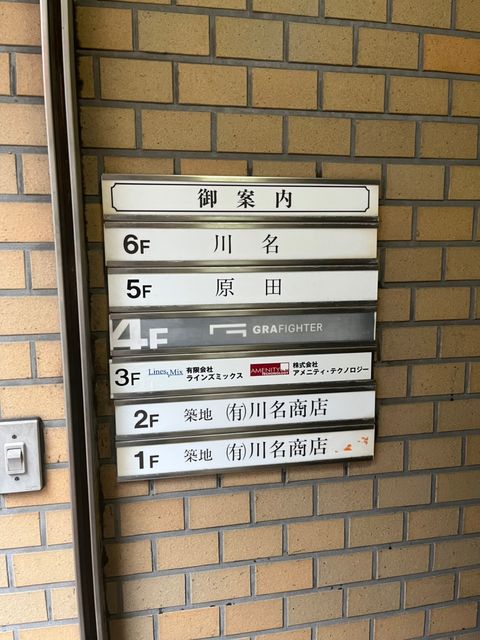 御案内
6F 川名
5F 原田
4F GRAFIGHTER
3F Lines Mix 有限会社 ラインズミックス AMENITY TECHNOLOGY 株式会社 アメニティ・テクノロジー
2F 築地 (有)川名商店
1F 築地 (有)川名商店